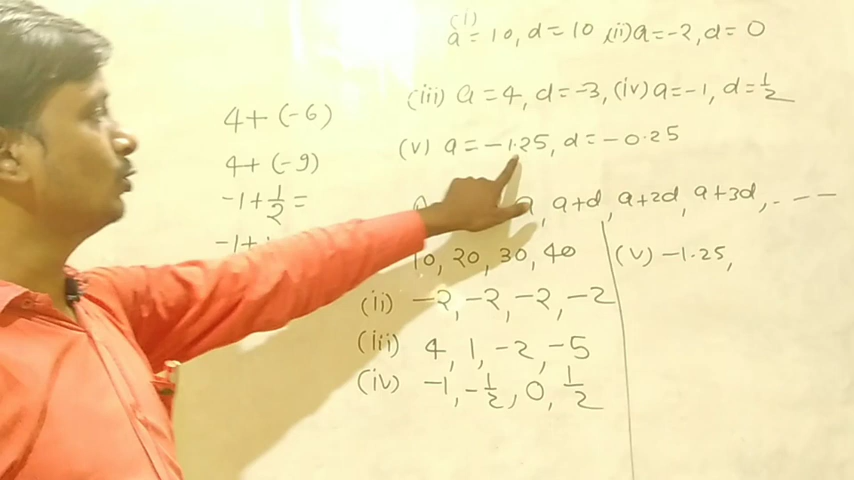 (i)
a = 10, d = 10 (ii) a = -2, d = 0
(iii) a = 4, d = -3, (iv) a = -1, d = 1/2
(v) a = -1.25, d = -0.25
a, a+d, a+2d, a+3d, ----
10, 20, 30, 40
(ii) -2, -2, -2, -2
(iii) 4, 1, -2, -5
(iv) -1, -1/2, 0, 1/2
(v) -1.25,
4 + (-6)
4 + (-9)
-1 + 1/2 =
-1 +